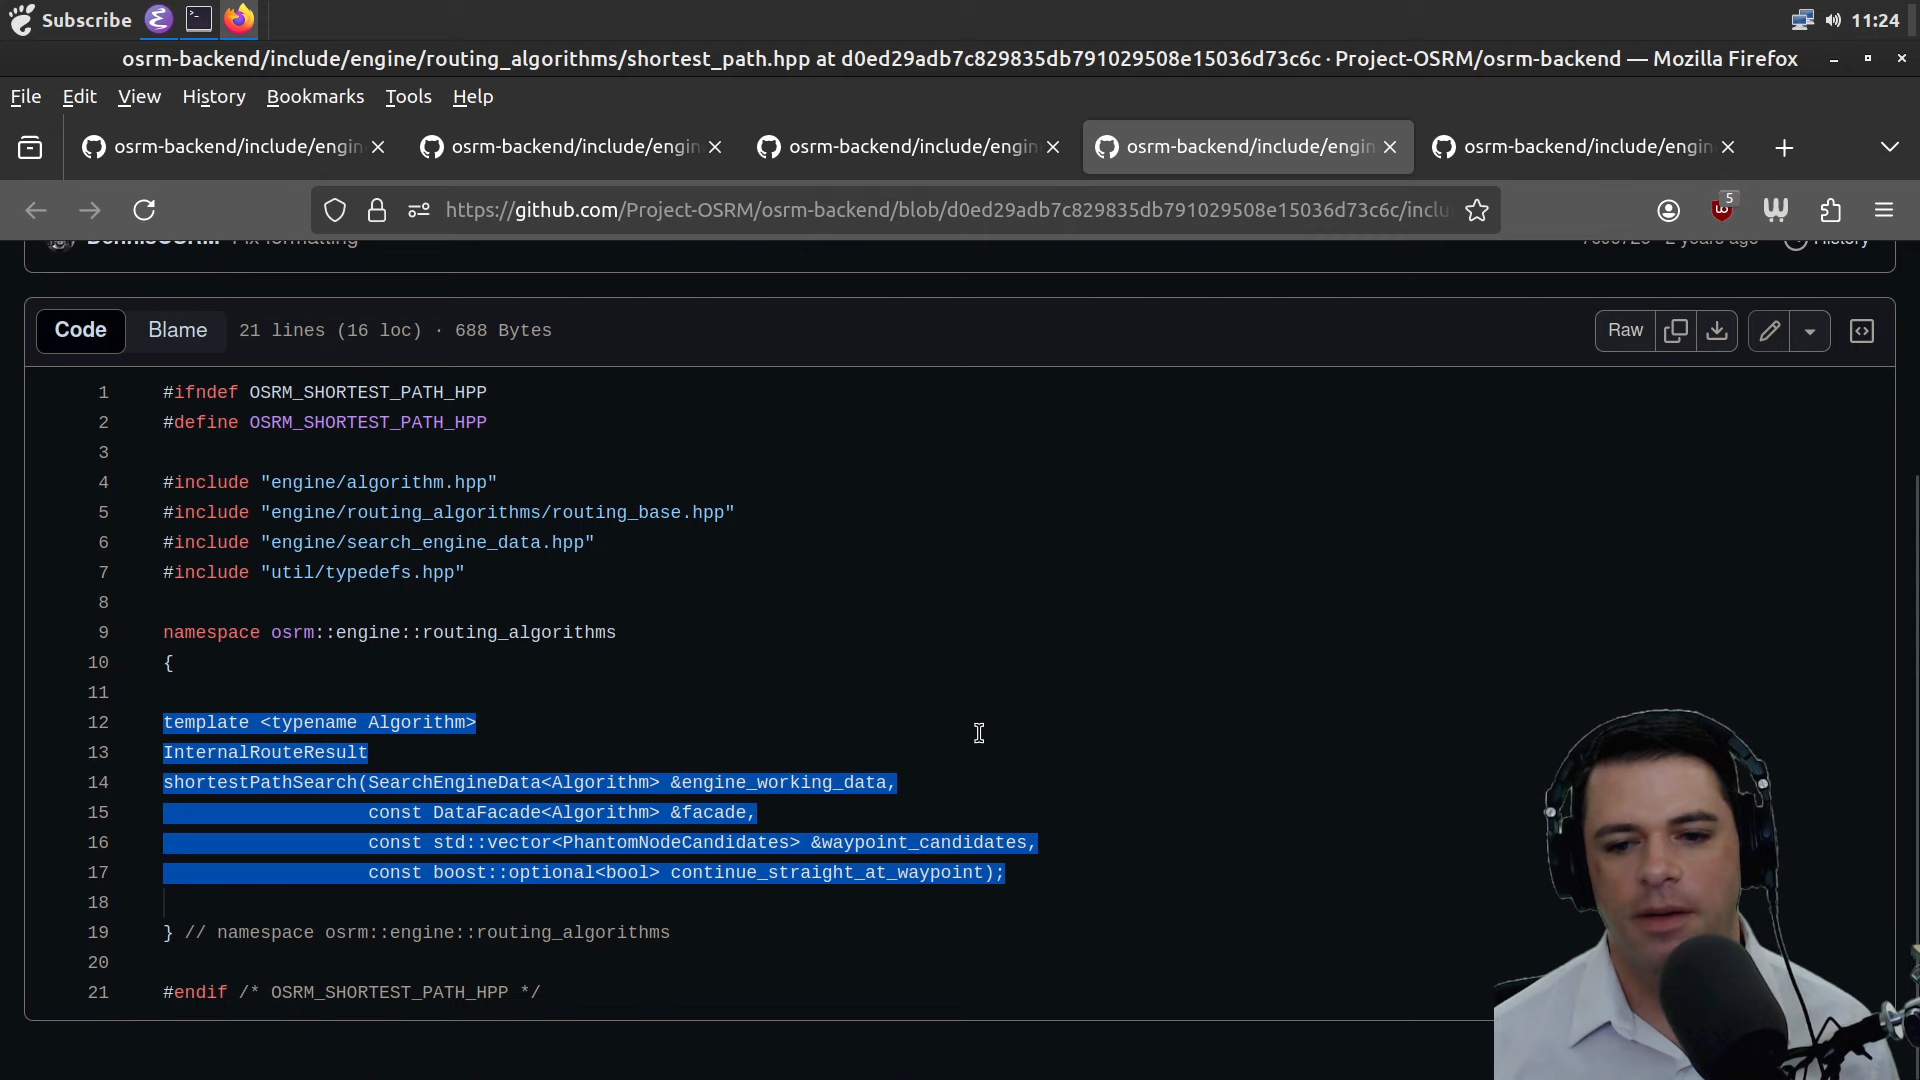 Subscribe
11:24
osrm-backend/include/engine/routing_algorithms/shortest_path.hpp at d0ed29adb7c829835db791029508e15036d73c6c · Project-OSRM/osrm-backend — Mozilla Firefox
File Edit View History Bookmarks Tools Help
osrm-backend/include/engin osrm-backend/include/engin osrm-backend/include/engin osrm-backend/include/engin osrm-backend/include/engin
https://github.com/Project-OSRM/osrm-backend/blob/d0ed29adb7c829835db791029508e15036d73c6c/inclu
5
Fix formatting 2 years ago History
Code Blame 21 lines (16 loc) · 688 Bytes Raw
1 #ifndef OSRM_SHORTEST_PATH_HPP
2 #define OSRM_SHORTEST_PATH_HPP
3
4 #include "engine/algorithm.hpp"
5 #include "engine/routing_algorithms/routing_base.hpp"
6 #include "engine/search_engine_data.hpp"
7 #include "util/typedefs.hpp"
8
9 namespace osrm::engine::routing_algorithms
10 {
11
12 template <typename Algorithm>
13 InternalRouteResult
14 shortestPathSearch(SearchEngineData<Algorithm> &engine_working_data,
15 const DataFacade<Algorithm> &facade,
16 const std::vector<PhantomNodeCandidates> &waypoint_candidates,
17 const boost::optional<bool> continue_straight_at_waypoint);
18
19 } // namespace osrm::engine::routing_algorithms
20
21 #endif /* OSRM_SHORTEST_PATH_HPP */